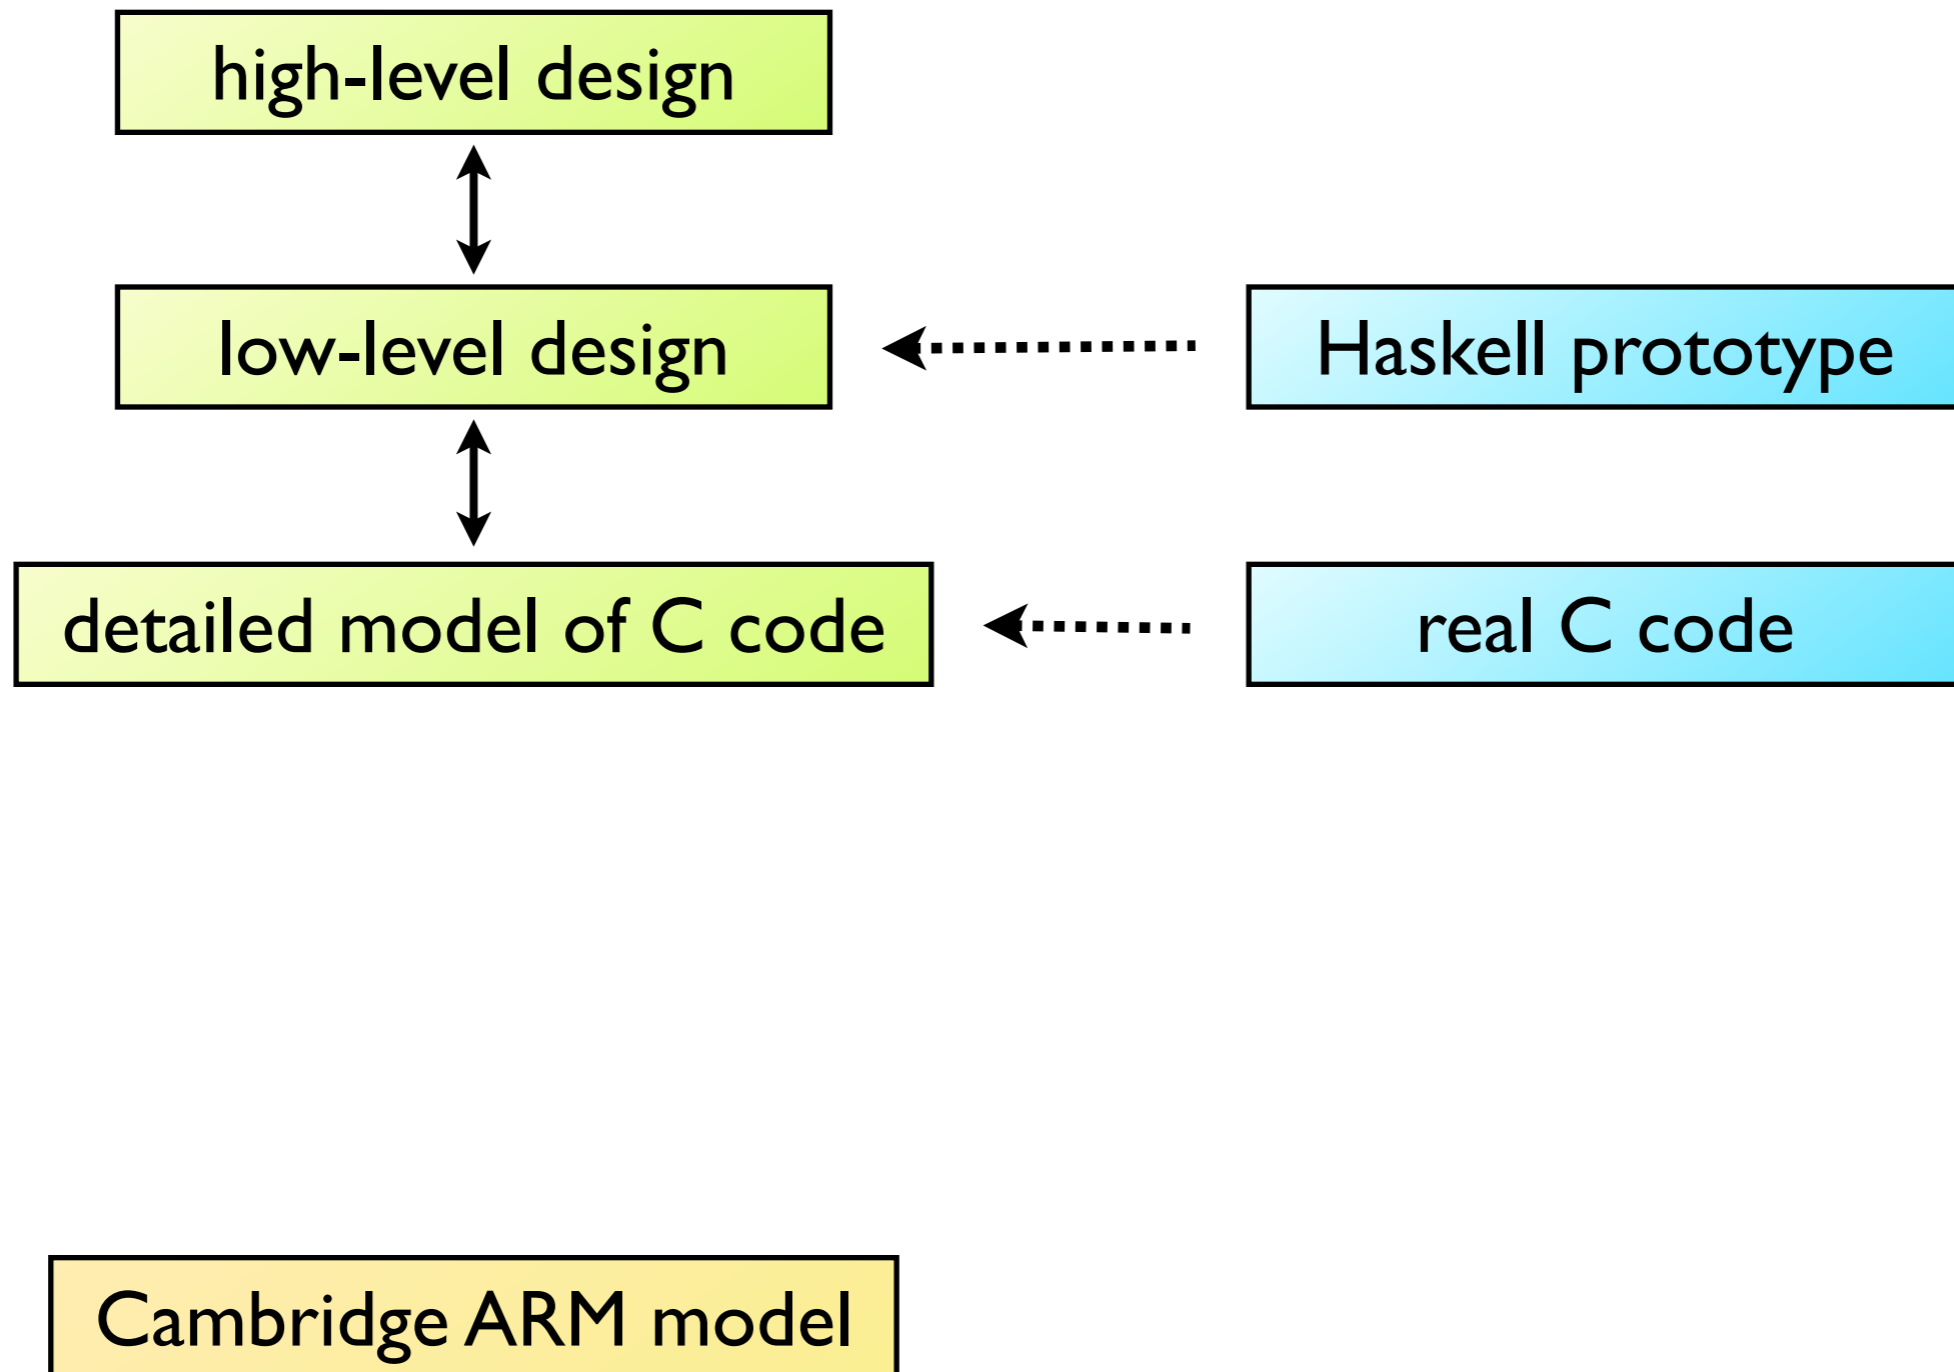 high-level design
low-level design
Haskell prototype
detailed model of C code
real C code
Cambridge ARM model